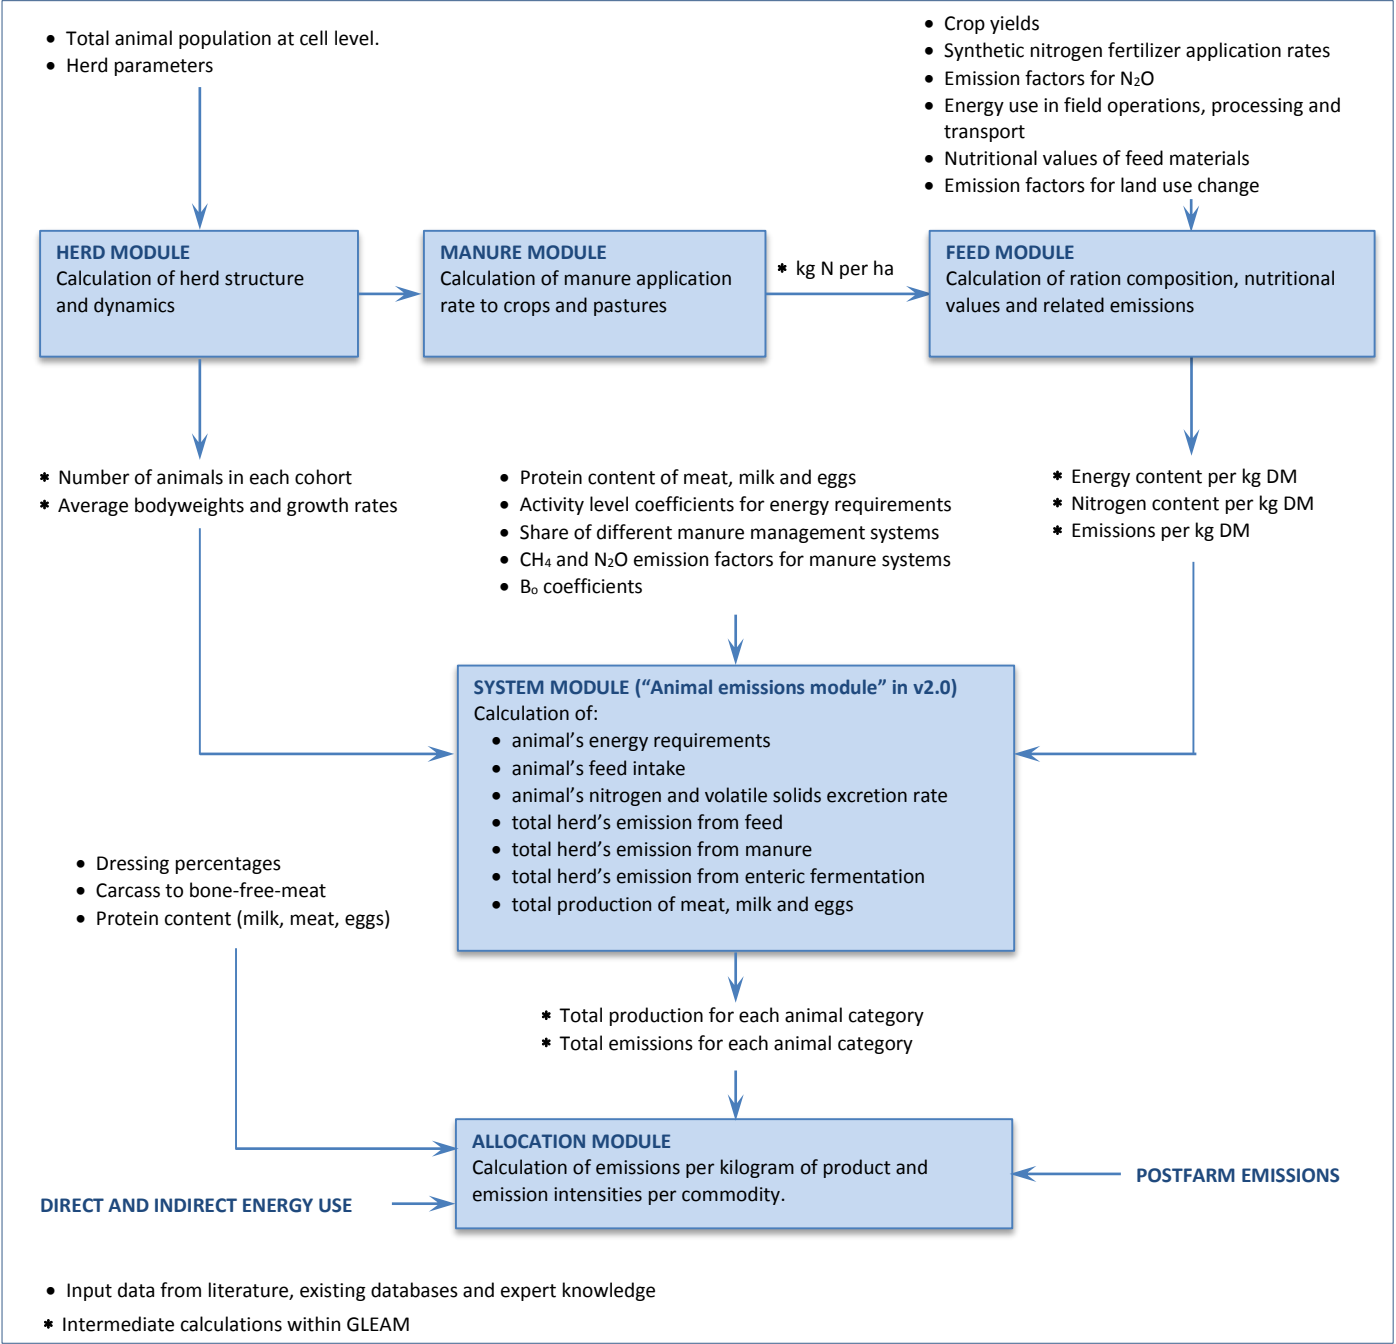 • Total animal population at cell level.
• Herd parameters
• Crop yields
• Synthetic nitrogen fertilizer application rates
• Emission factors for N₂O
• Energy use in field operations, processing and
transport
• Nutritional values of feed materials
• Emission factors for land use change
HERD MODULE
Calculation of herd structure
and dynamics
MANURE MODULE
Calculation of manure application
rate to crops and pastures
* kg N per ha
FEED MODULE
Calculation of ration composition, nutritional
values and related emissions
* Number of animals in each cohort
* Average bodyweights and growth rates
• Protein content of meat, milk and eggs
• Activity level coefficients for energy requirements
• Share of different manure management systems
• CH₄ and N₂O emission factors for manure systems
• Bₒ coefficients
* Energy content per kg DM
* Nitrogen content per kg DM
* Emissions per kg DM
SYSTEM MODULE (“Animal emissions module” in v2.0)
Calculation of:
• animal’s energy requirements
• animal’s feed intake
• animal’s nitrogen and volatile solids excretion rate
• total herd’s emission from feed
• total herd’s emission from manure
• total herd’s emission from enteric fermentation
• total production of meat, milk and eggs
• Dressing percentages
• Carcass to bone-free-meat
• Protein content (milk, meat, eggs)
* Total production for each animal category
* Total emissions for each animal category
ALLOCATION MODULE
Calculation of emissions per kilogram of product and
emission intensities per commodity.
POSTFARM EMISSIONS
DIRECT AND INDIRECT ENERGY USE
• Input data from literature, existing databases and expert knowledge
* Intermediate calculations within GLEAM